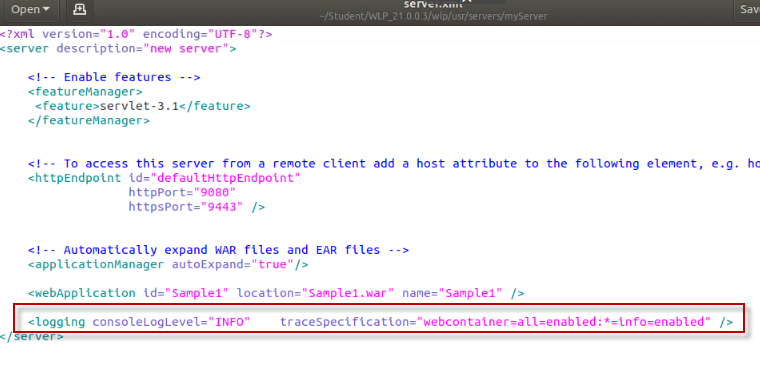 Open
server.xml
~/Student/WLP_21.0.0.3/wlp/usr/servers/myServer
<?xml version="1.0" encoding="UTF-8"?>
<server description="new server">
<!-- Enable features -->
<featureManager>
<feature>servlet-3.1</feature>
</featureManager>
<!-- To access this server from a remote client add a host attribute to the following element, e.g.
<httpEndpoint id="defaultHttpEndpoint"
httpPort="9080"
httpsPort="9443" />
<!-- Automatically expand WAR files and EAR files -->
<applicationManager autoExpand="true"/>
<webApplication id="Sample1" location="Sample1.war" name="Sample1" />
<logging consoleLogLevel="INFO" traceSpecification="webcontainer=all=enabled:*=info=enabled" />
</server>